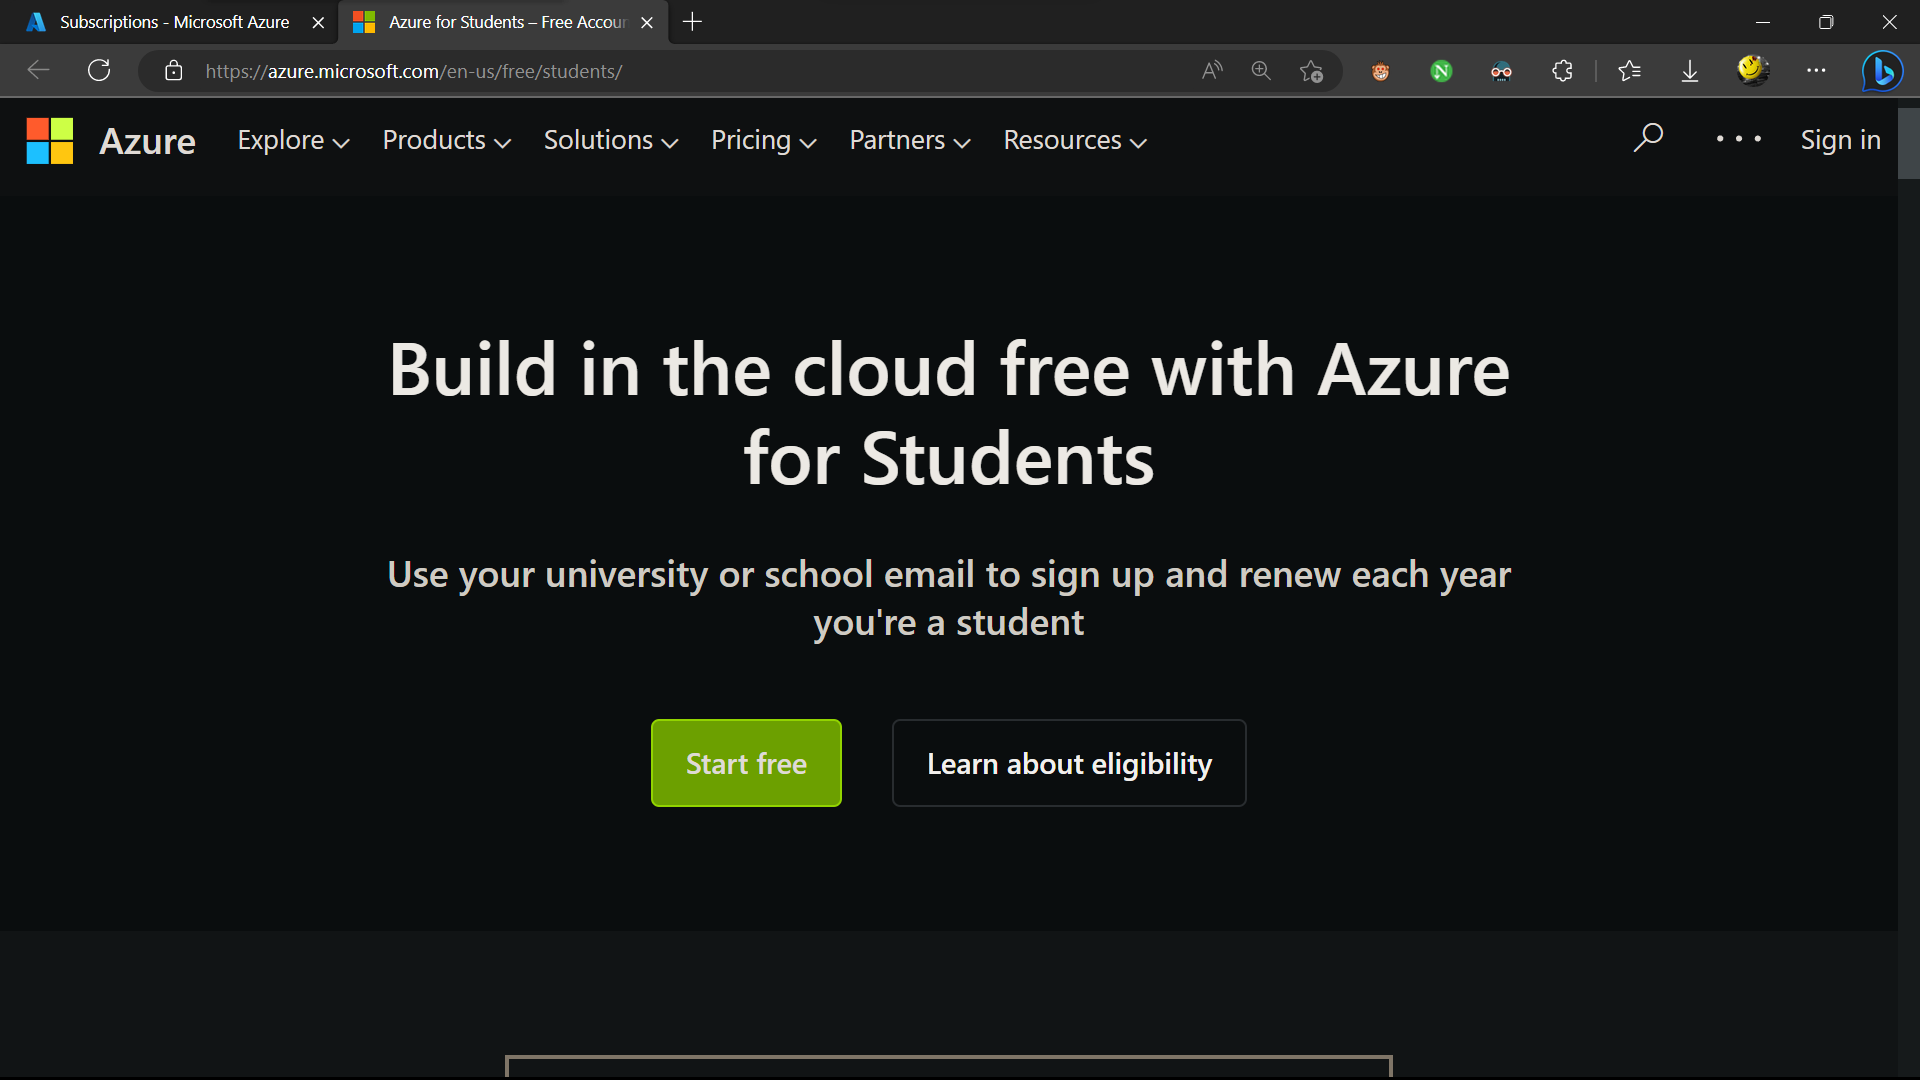 Subscriptions - Microsoft Azure
Azure for Students – Free Accour
https://azure.microsoft.com/en-us/free/students/
Azure Explore Products Solutions Pricing Partners Resources Sign in
Build in the cloud free with Azure
for Students
Use your university or school email to sign up and renew each year
you're a student
Start free Learn about eligibility